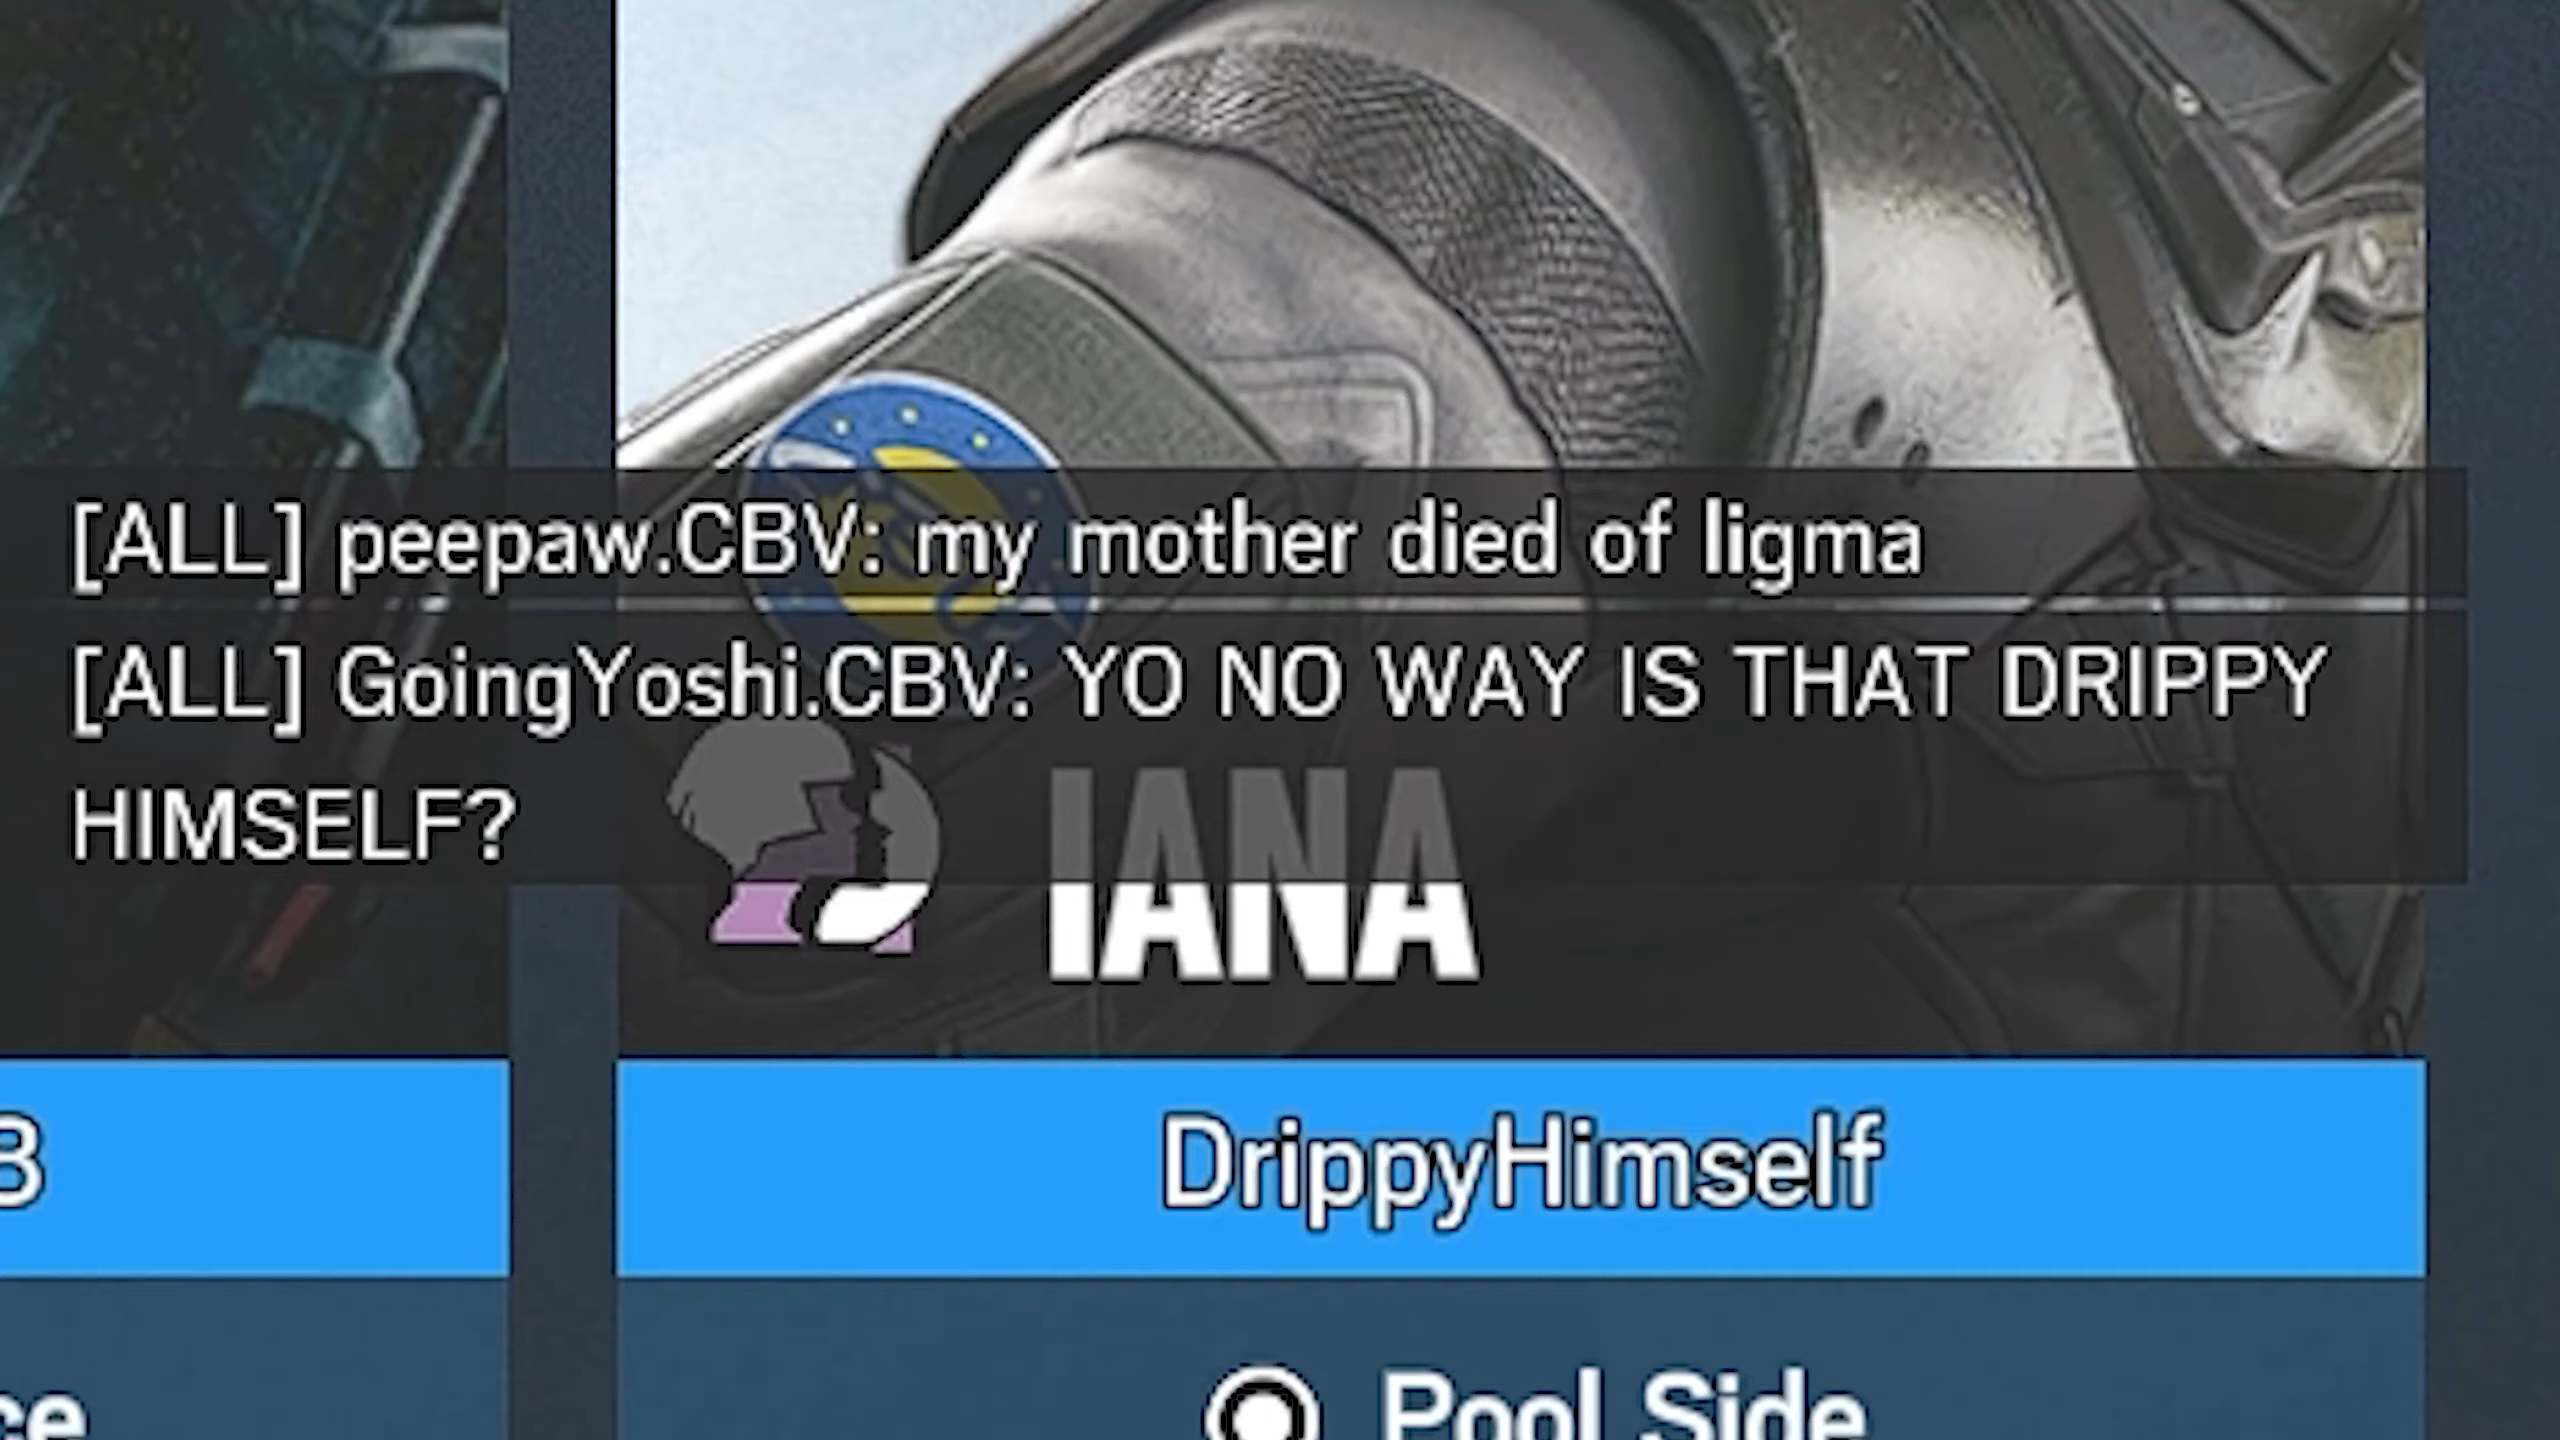 [ALL] peepaw.CBV: my mother died of ligma
[ALL] GoingYoshi.CBV: YO NO WAY IS THAT DRIPPY
HIMSELF?
IANA
DrippyHimself
Pool Side